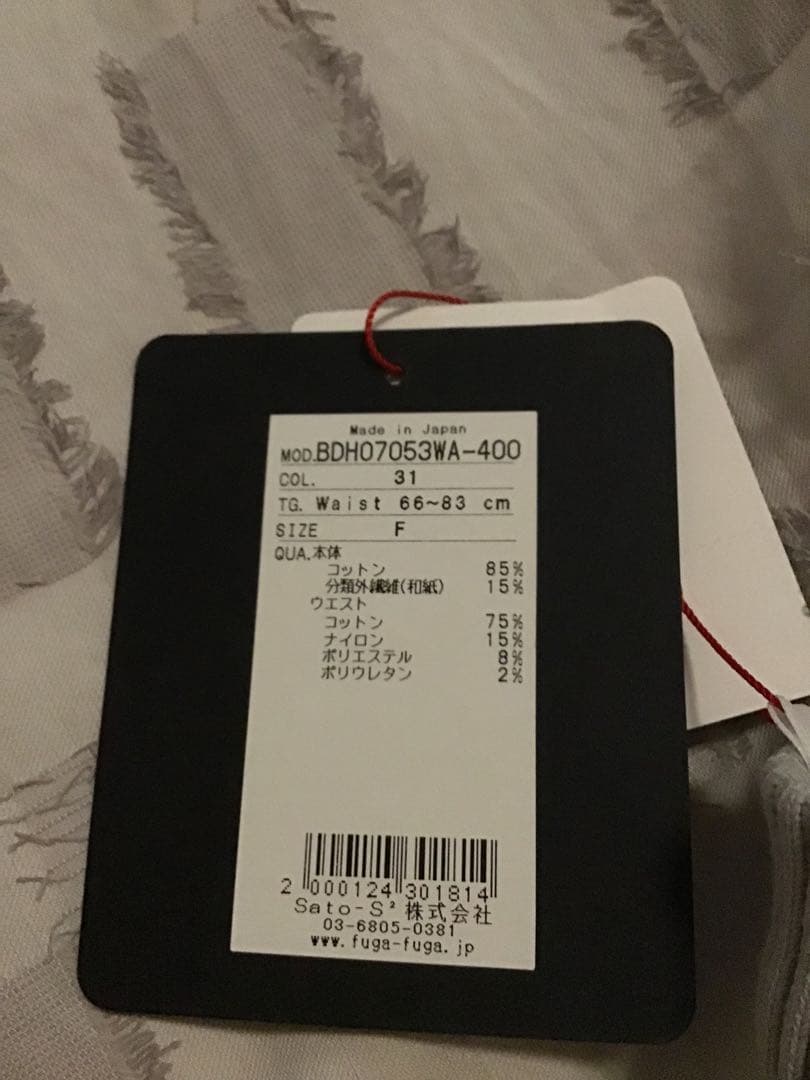 Made in Japan
MOD.BDH07053WA-400
COL. 31
TG. Waist 66~83 cm
SIZE F
QUA.本体
コットン 85%
分類外繊維(和紙) 15%
ウエスト
コットン 75%
ナイロン 15%
ポリエステル 8%
ポリウレタン 2%
2 000124 301814
Sato-S²株式会社
03-6805-0381
www.fuga-fuga.jp